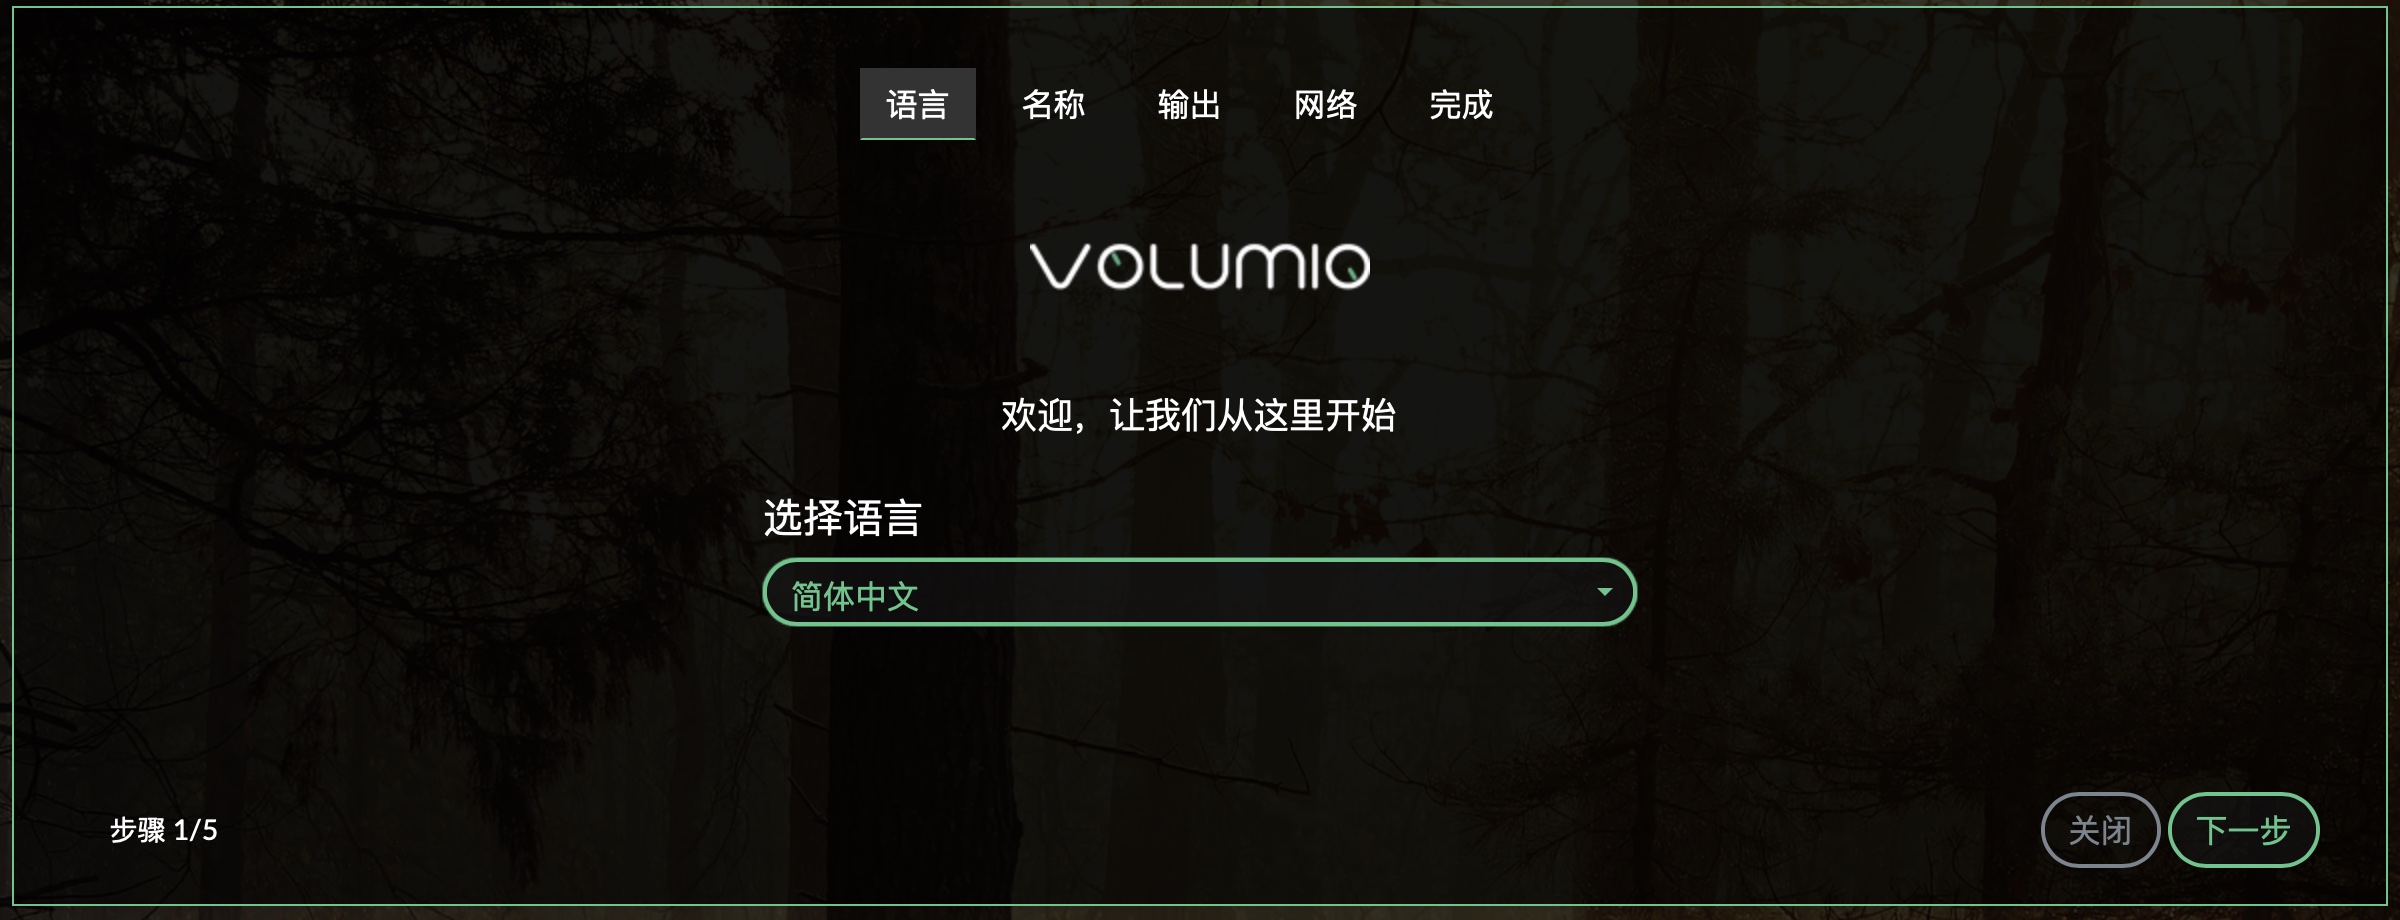 语言 名称 输出 网络 完成
VOLUMIO
欢迎，让我们从这里开始
选择语言
简体中文
步骤 1/5
关闭 下一步